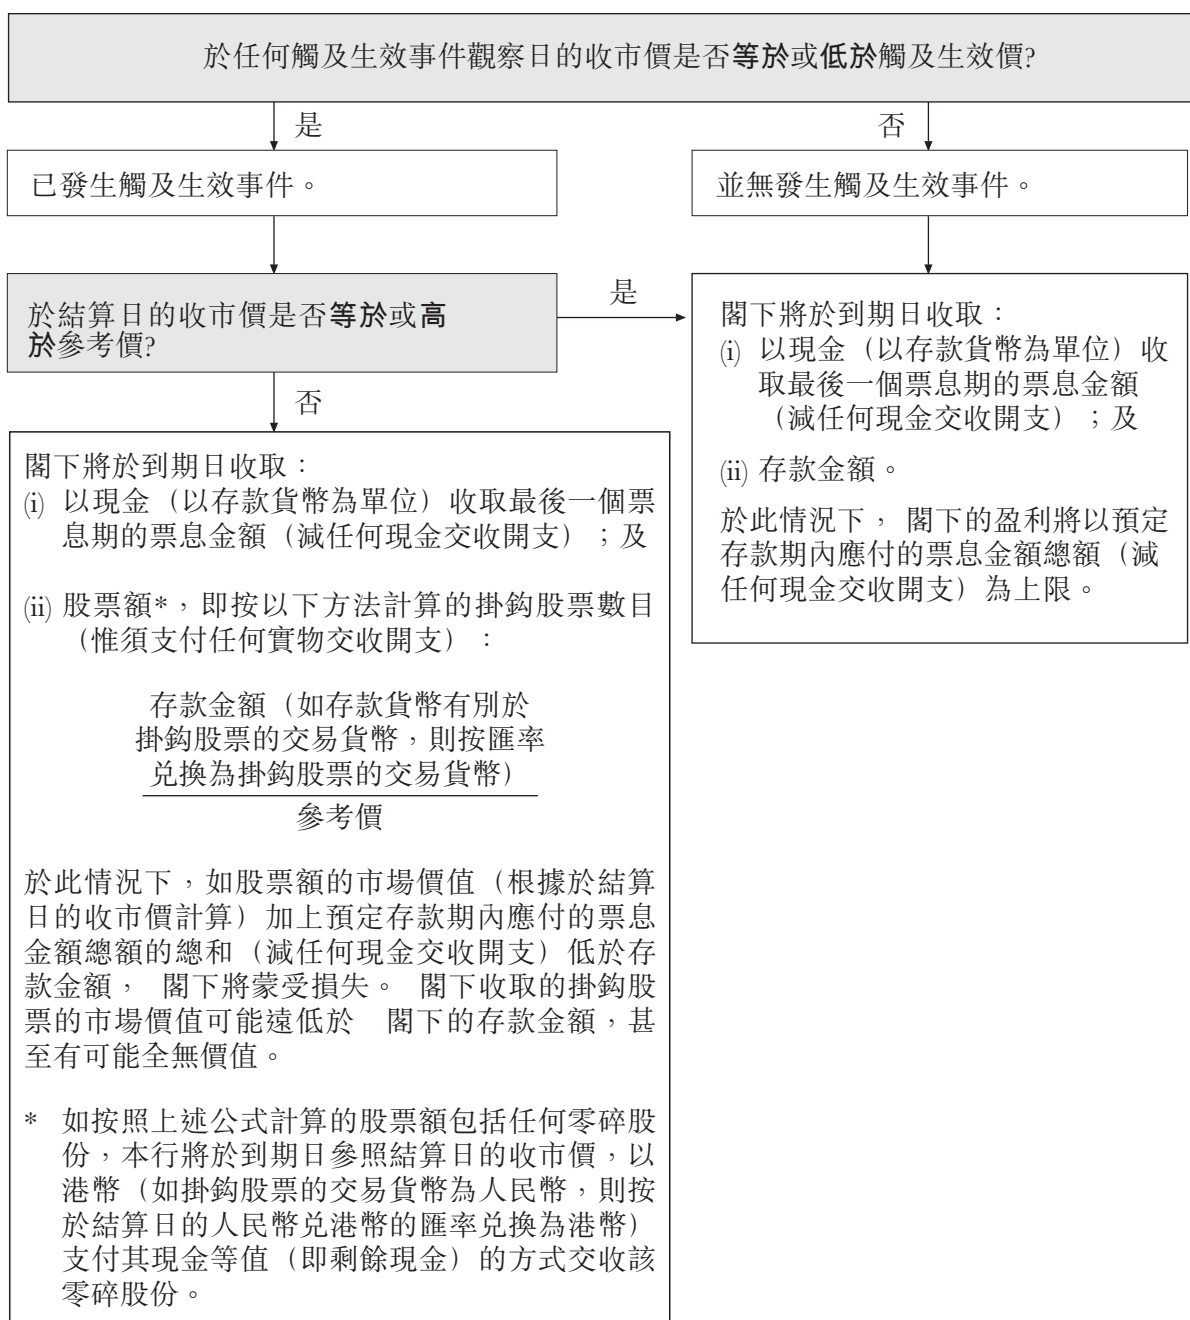 於任何觸及生效事件觀察日的收市價是否等於或低於觸及生效價?
是
否
已發生觸及生效事件。
並無發生觸及生效事件。
於結算日的收市價是否等於或高
於參考價?
是
否
閣下將於到期日收取：
(i) 以現金（以存款貨幣為單位）收
取最後一個票息期的票息金額
（減任何現金交收開支）；及
(ii) 存款金額。
於此情況下， 閣下的盈利將以預定
存款期內應付的票息金額總額（減
任何現金交收開支）為上限。
閣下將於到期日收取：
(i) 以現金（以存款貨幣為單位）收取最後一個票
息期的票息金額（減任何現金交收開支）；及
(ii) 股票額*，即按以下方法計算的掛鈎股票數目
（惟須支付任何實物交收開支）：
存款金額（如存款貨幣有別於
掛鈎股票的交易貨幣，則按匯率
兌換為掛鈎股票的交易貨幣）
參考價
於此情況下，如股票額的市場價值（根據於結算
日的收市價計算）加上預定存款期內應付的票息
金額總額的總和（減任何現金交收開支）低於存
款金額， 閣下將蒙受損失。 閣下收取的掛鈎股
票的市場價值可能遠低於 閣下的存款金額，甚
至有可能全無價值。
* 如按照上述公式計算的股票額包括任何零碎股
份，本行將於到期日參照結算日的收市價，以
港幣（如掛鈎股票的交易貨幣為人民幣，則按
於結算日的人民幣兌港幣的匯率兌換為港幣）
支付其現金等值（即剩餘現金）的方式交收該
零碎股份。